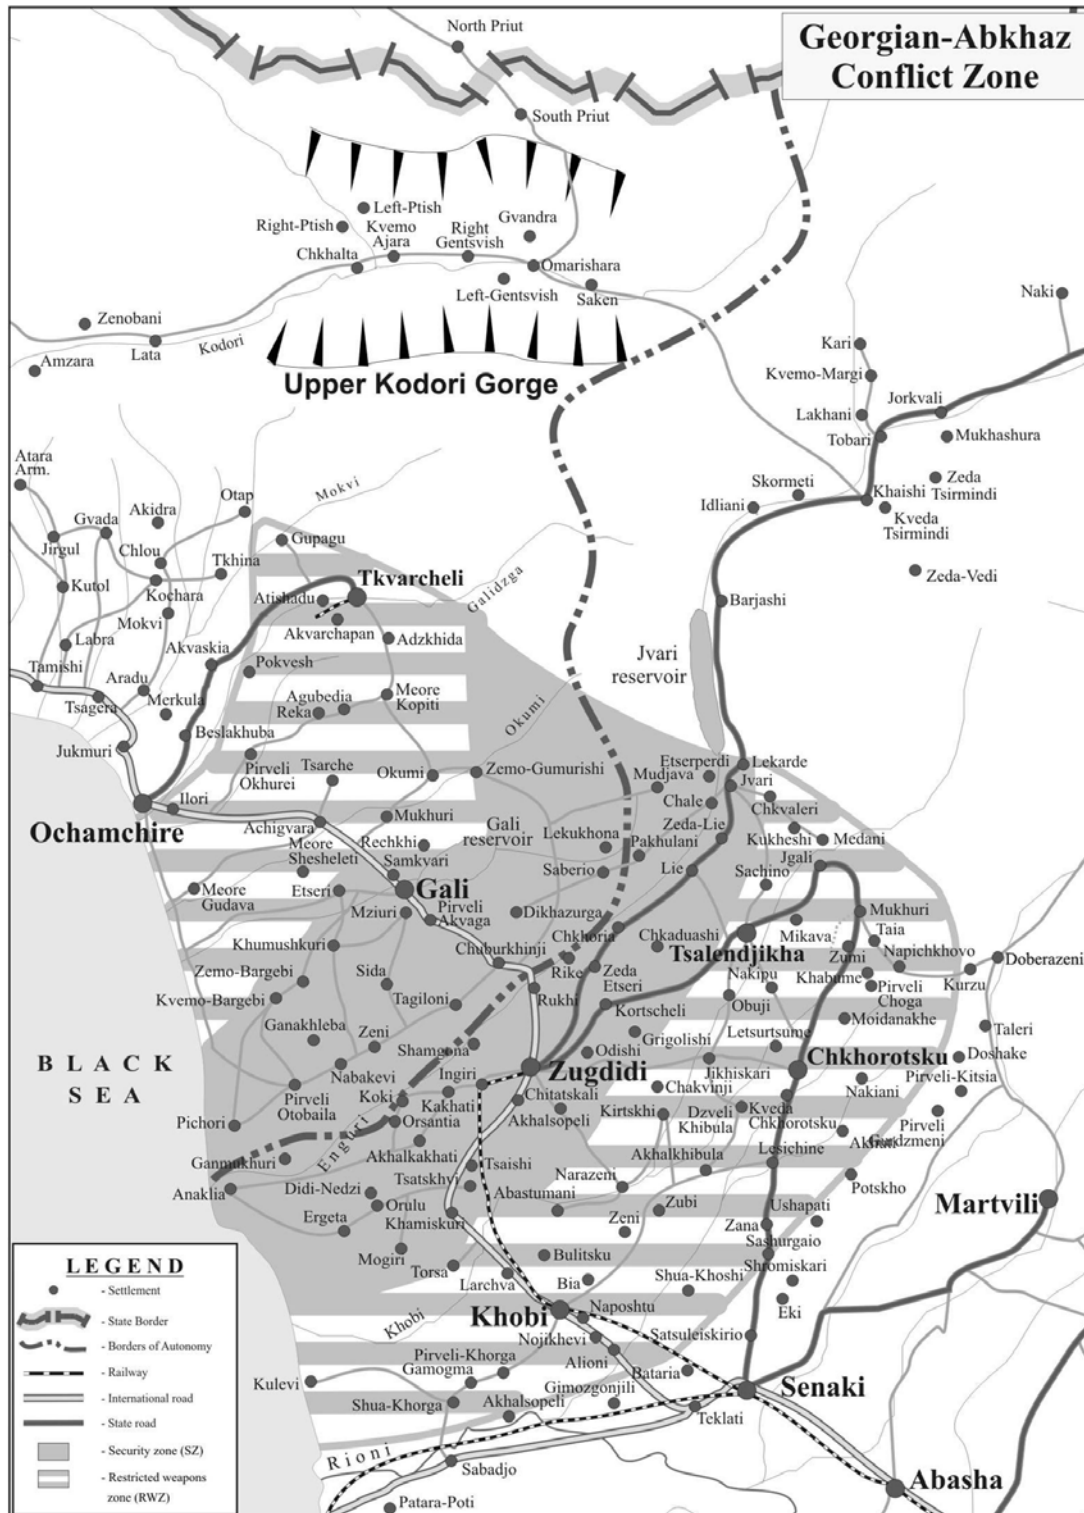 Georgian-Abkhaz
Conflict Zone
North Priut
South Priut
Left-Ptish
Right-Ptish
Kvemo
Ajara
Right
Gentsvish
Gvandra
Chkhalta
Omarishara
Left-Gentsvish
Saken
Naki
Zenobani
Lata
Kodori
Amzara
Kari
Upper Kodori Gorge
Kvemo-Margi
Jorkvali
Lakhani
Tobari
Mukhashura
Atara
Arm.
Mokvi
Skormeti
Zeda
Tsirmindi
Otap
Akidra
Idliani
Khaishi
Gvada
Kveda
Tsirmindi
Gupagu
Jirgul
Chlou
Tkhina
Tkvarcheli
Zeda-Vedi
Kutol
Kochara
Atishadu
Galidzga
Barjashi
Mokvi
Akvarchapan
Adzkhida
Labra
Akvaskia
Jvari
reservoir
Tamishi
Aradu
Pokvesh
Tsagera
Merkula
Agubedia
Reka
Meore
Kopiti
Okumi
Beslakhuba
Jukmuri
Pirveli
Okhurei
Tsarche
Okumi
Zemo-Gumurishi
Etserperdi
Lekarde
Mudjava
Jvari
Ilori
Chale
Chkvaleri
Ochamchire
Achigvara
Mukhuri
Gali
reservoir
Lekukhona
Zeda-Lie
Kukheshi
Medani
Meore
Shesheleti
Rechkhi
Pakhulani
Samkvari
Saberio
Lie
Jgali
Sachino
Meore
Gudava
Etseri
Gali
Mziuri
Pirveli
Akvaga
Dikhazurga
Mukhuri
Chkhoria
Chkaduashi
Mikava
Taia
Khumushkuri
Chuburkhinji
Tsalendjikha
Zumi
Napichkhovo
Doberazeni
Zemo-Bargebi
Sida
Rike
Zeda
Etseri
Nakipu
Khabume
Kurzu
Kvemo-Bargebi
Tagiloni
Rukhi
Obuji
Pirveli
Choga
Kortscheli
Moidanakhe
Ganakhleba
Zeni
Grigolishi
Letsurtsume
Taleri
BLACK
SEA
Shamgona
Odishi
Doshake
Nabakevi
Ingiri
Zugdidi
Jikhiskari
Chkhorotsku
Pirveli-Kitsia
Pirveli
Otobaila
Koki
Kakhati
Chitatskali
Chakvinji
Nakiani
Pichori
Orsantia
Akhalsopeli
Kirtskhi
Dzveli
Khibula
Kveda
Chkhorotsku
Pirveli
Gurdzmeni
Enguri
Ganmukhuri
Akhalkakhati
Tsaishi
Akhalkhibula
Lesichine
Akhuti
Anaklia
Didi-Nedzi
Tsatskhvi
Abastumani
Narazeni
Potskho
Martvili
Orulu
Ergeta
Khamiskuri
Zeni
Zubi
Ushapati
Zana
Sashurgaio
Mogiri
Bulitsku
Torsa
Larchva
Bia
Shua-Khoshi
Shromiskari
Khobi
Khobi
Naposhtu
Eki
Nojikhevi
Satsuleiskirio
Pirveli-Khorga
Alioni
Kulevi
Gamogma
Bataria
Senaki
Shua-Khorga
Akhalsopeli
Gimozgonjili
Teklati
Rioni
Sabadjo
Abasha
Patara-Poti
LEGEND
- Settlement
- State Border
- Borders of Autonomy
- Railway
- International road
- State road
- Security zone (SZ)
- Restricted weapons
zone (RWZ)